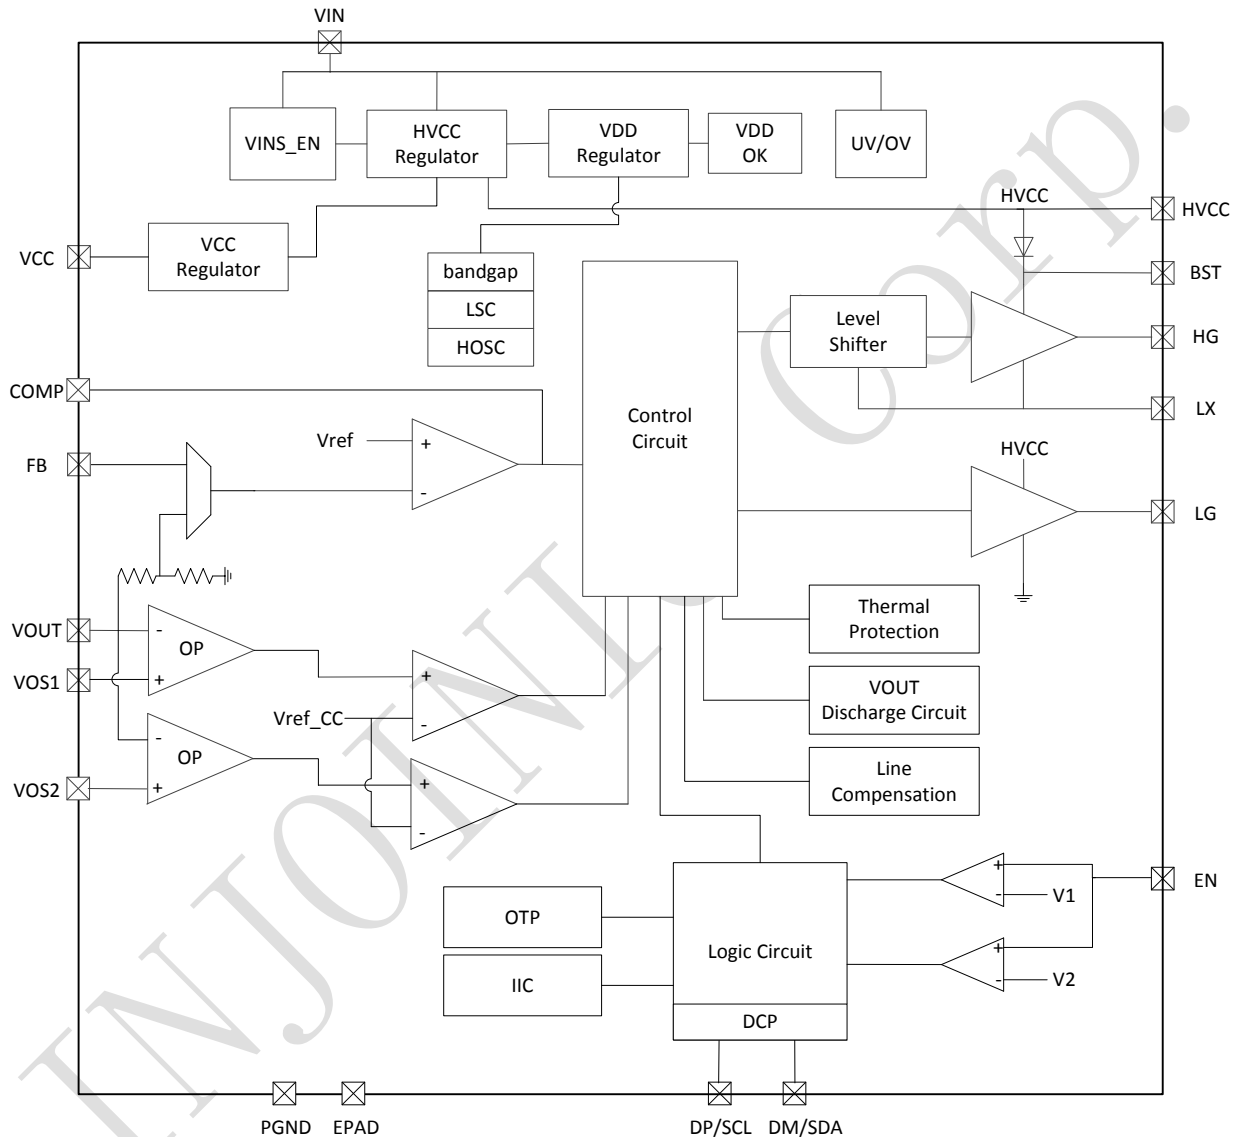 VIN
VINS_EN
HVCC
Regulator
VDD
Regulator
VDD
OK
UV/OV
HVCC
HVCC
VCC
VCC
Regulator
bandgap
LSC
HOSC
BST
Level
Shifter
HG
COMP
LX
Control
Circuit
Vref
+
-
FB
HVCC
LG
Thermal
Protection
VOUT
-
OP
+
VOS1
VOUT
Discharge Circuit
+
Vref_CC
-
-
OP
+
VOS2
+
-
Line
Compensation
EN
+
-
V1
OTP
Logic Circuit
+
-
V2
IIC
DCP
PGND
EPAD
DP/SCL
DM/SDA
INJOINIC Corp.